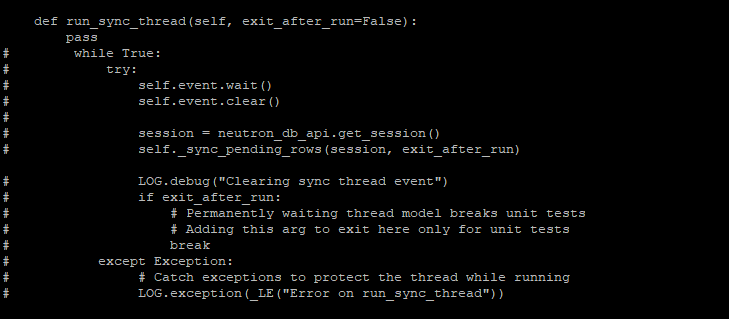 def run_sync_thread(self, exit_after_run=False):
        pass
#        while True:
#            try:
#                self.event.wait()
#                self.event.clear()
#
#                session = neutron_db_api.get_session()
#                self._sync_pending_rows(session, exit_after_run)

#                LOG.debug("Clearing sync thread event")
#                if exit_after_run:
#                    # Permanently waiting thread model breaks unit tests
#                    # Adding this arg to exit here only for unit tests
#                    break
#           except Exception:
#                # Catch exceptions to protect the thread while running
#                LOG.exception(_LE("Error on run_sync_thread"))